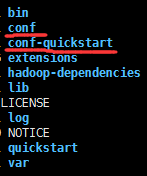 bin
conf
conf-quickstart
extensions
hadoop-dependencies
lib
LICENSE
log
NOTICE
quickstart
var